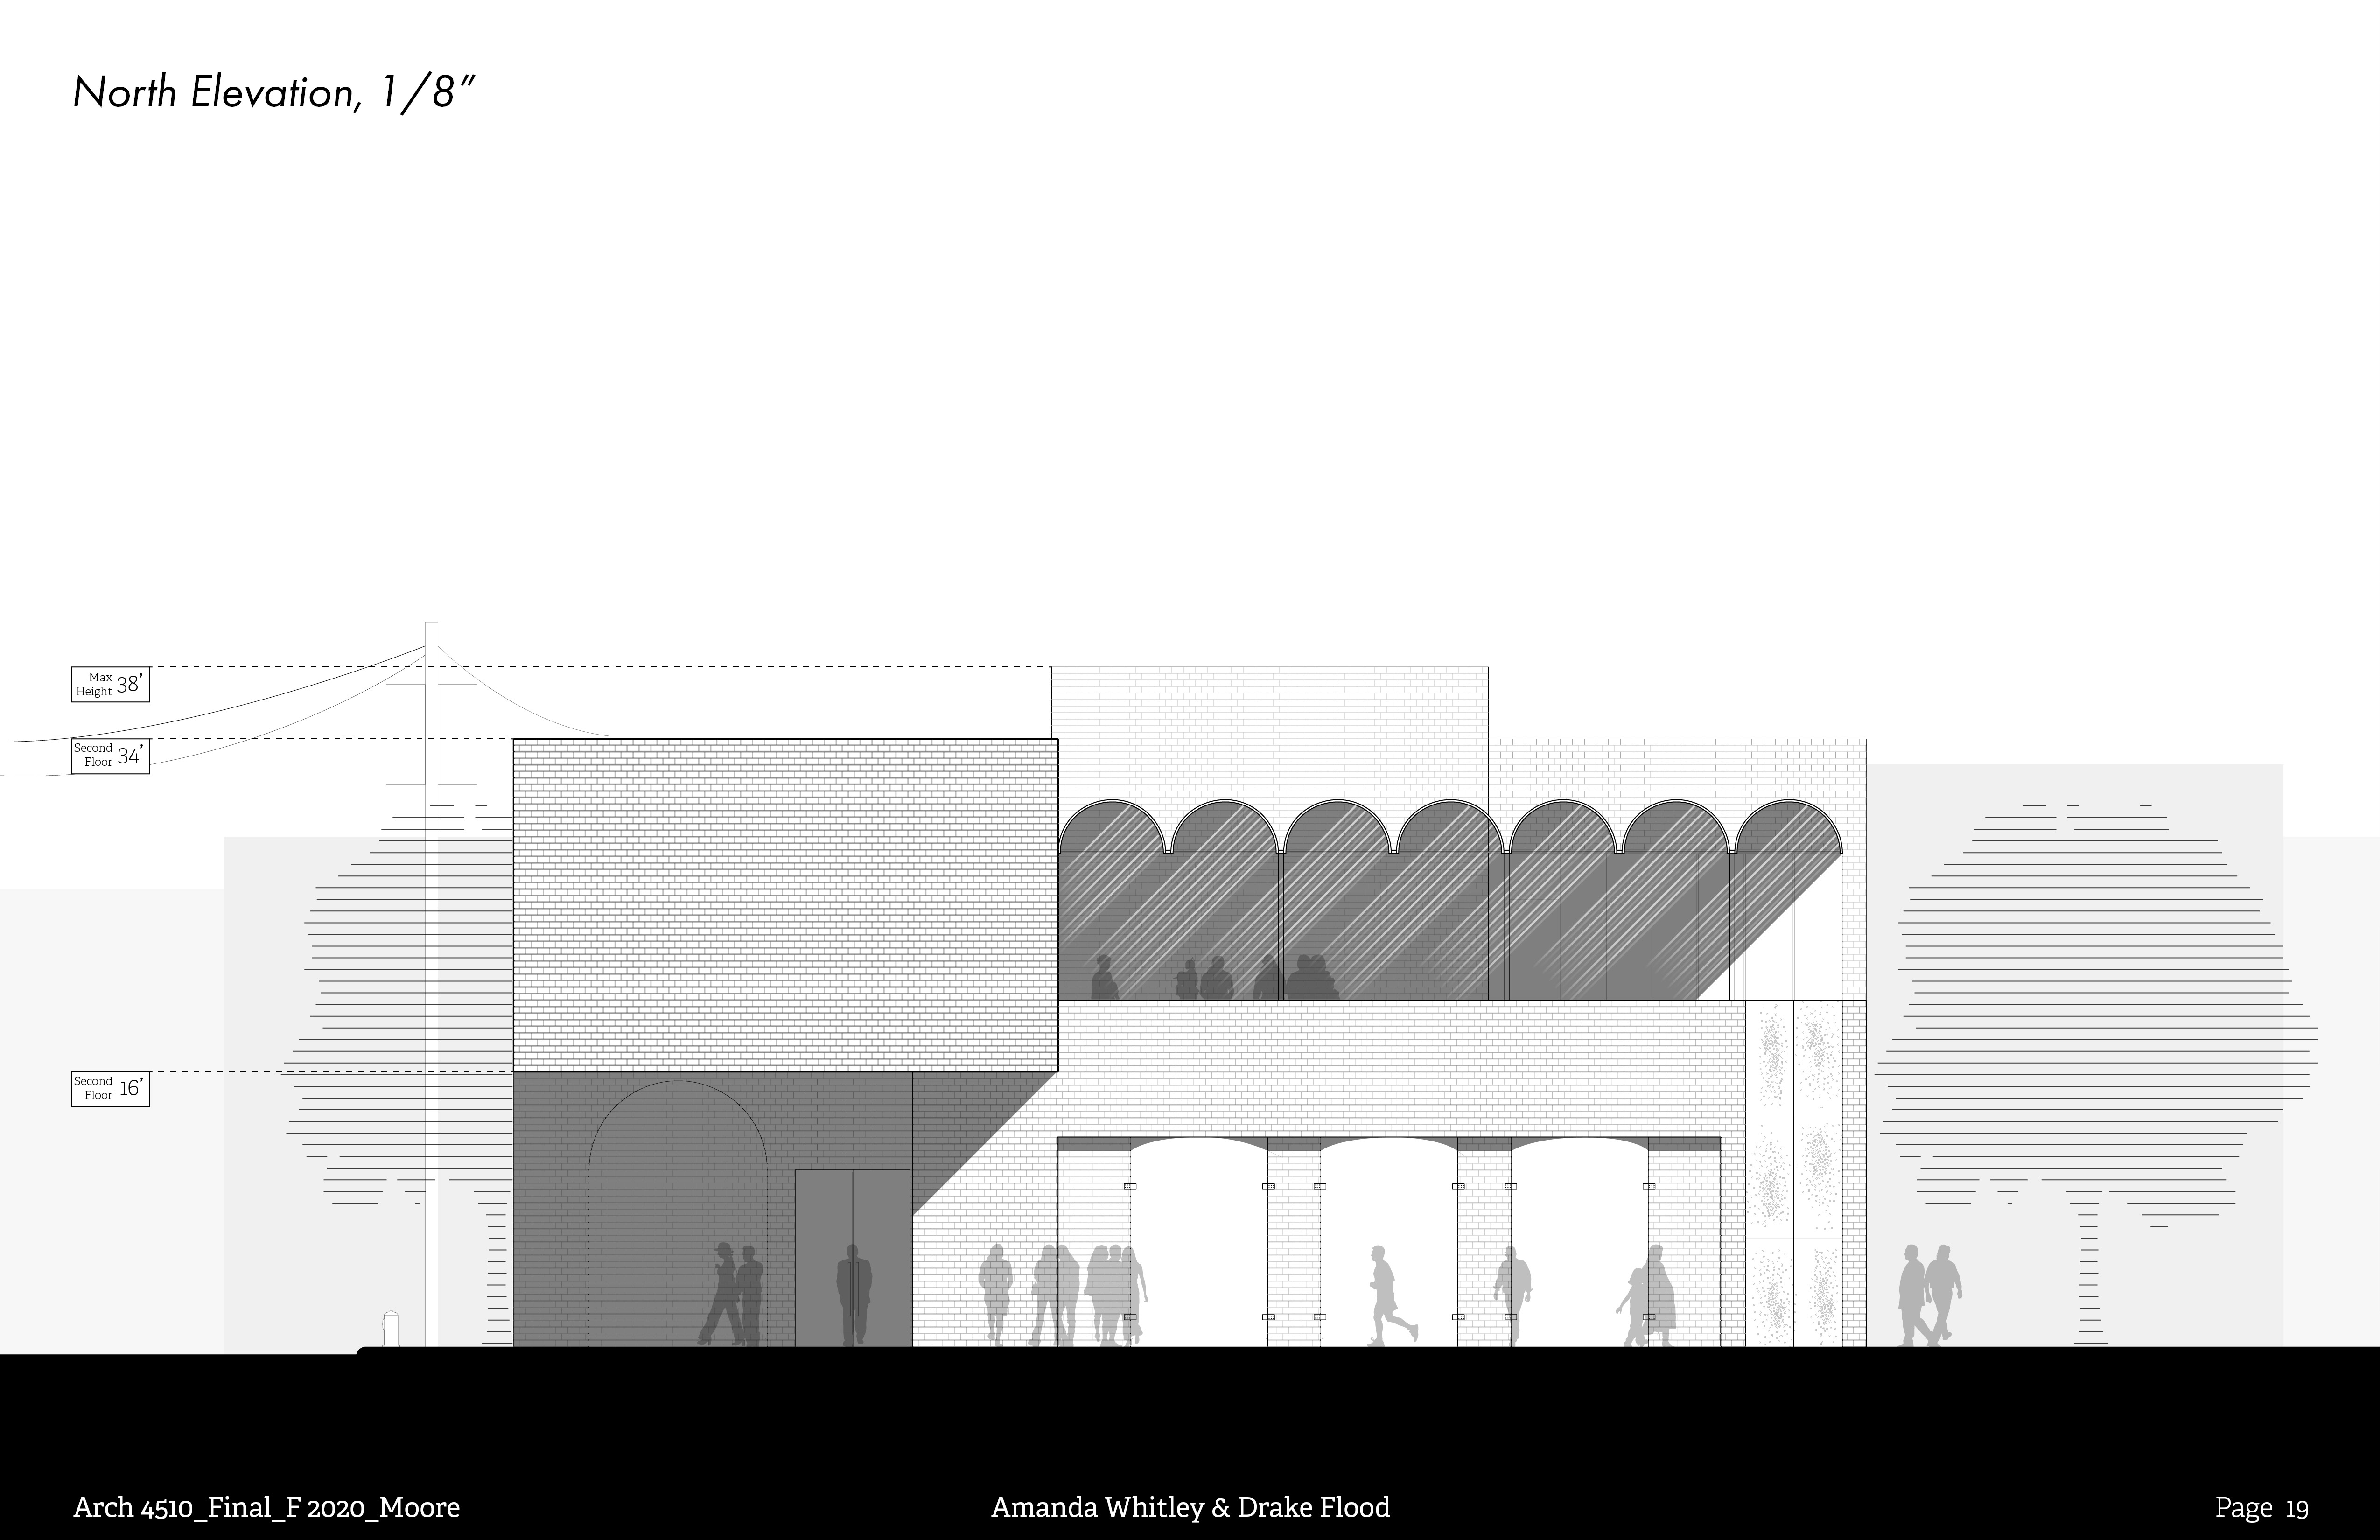 North Elevation, 1/8"
Max
Height 38’
Second
Floor 34’
Second
Floor 16’
Arch 4510_Final_F 2020_Moore
Amanda Whitley & Drake Flood
Page 19